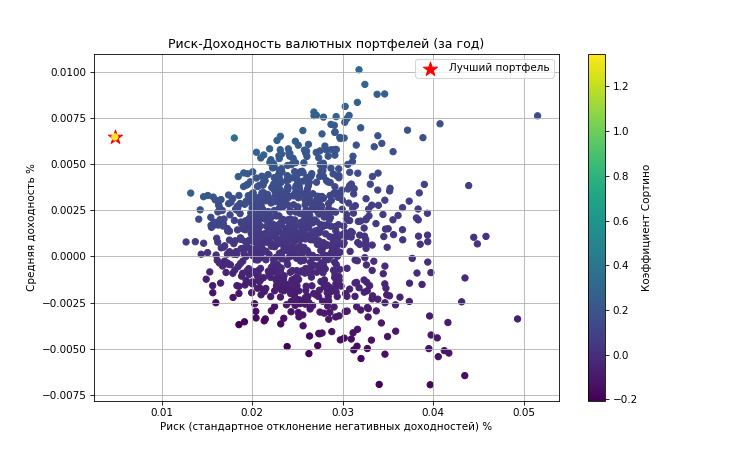 Риск-Доходность валютных портфелей (за год)
Лучший портфель
Средняя доходность %
0.0100
0.0075
0.0050
0.0025
0.0000
−0.0025
−0.0050
−0.0075
0.01 0.02 0.03 0.04 0.05
Риск (стандартное отклонение негативных доходностей) %
1.2
1.0
0.8
0.6
0.4
0.2
0.0
−0.2
Коэффициент Сортино